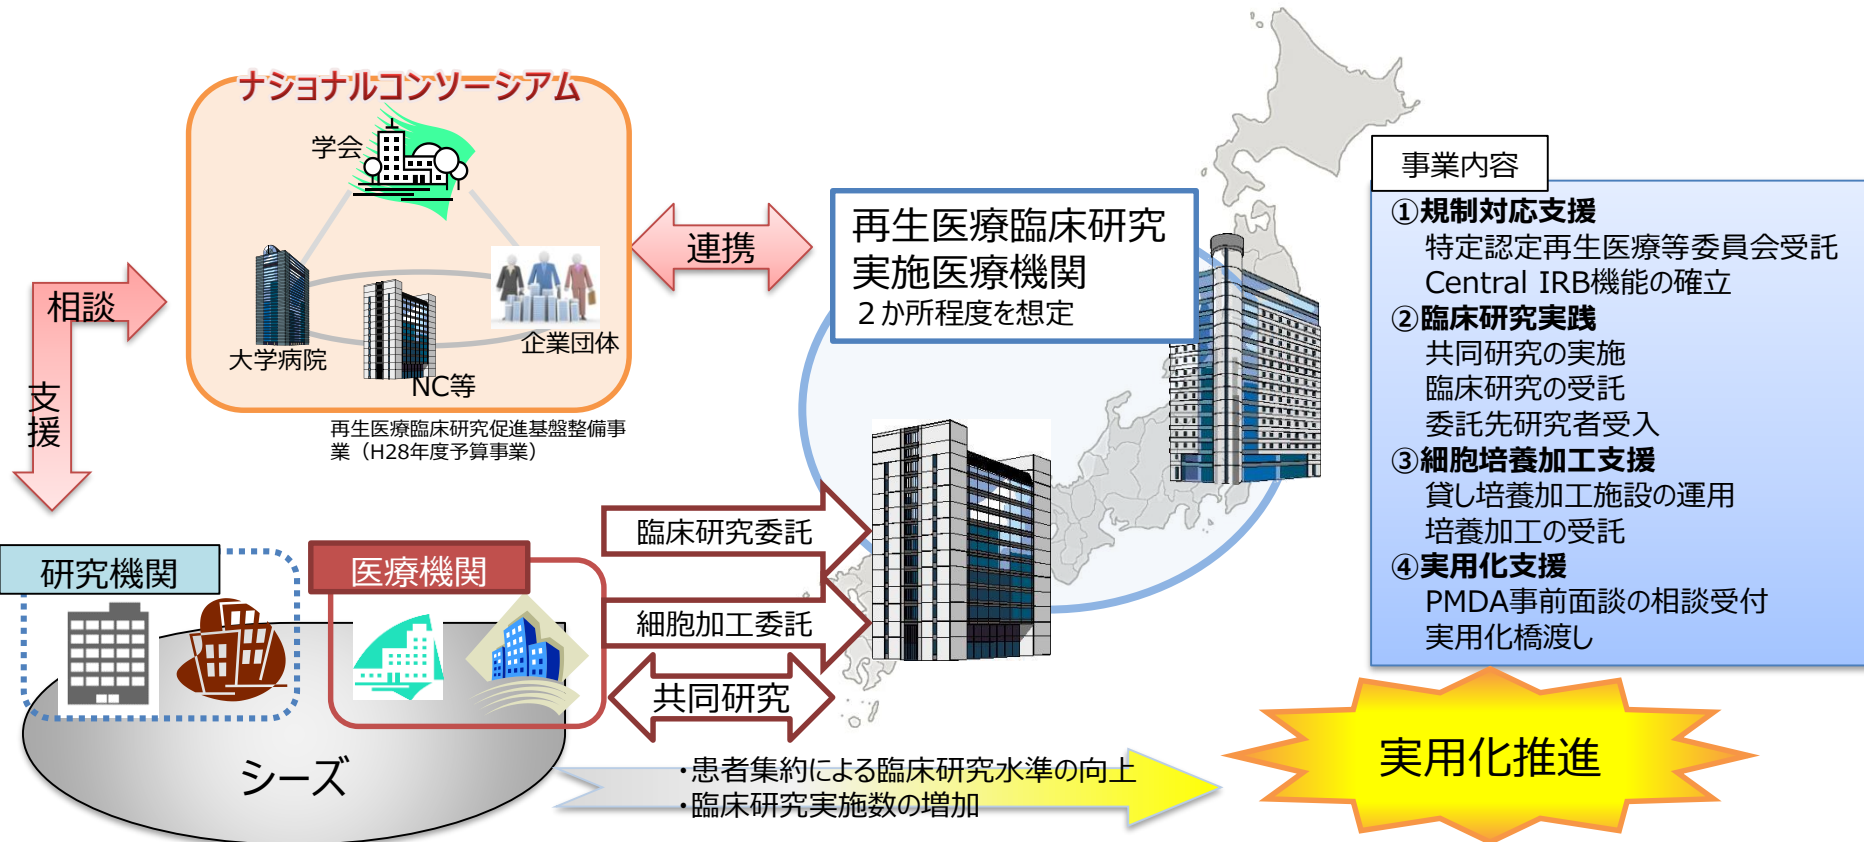 ナショナルコンソーシアム
学会
大学病院
NC等
企業団体
再生医療臨床研究促進基盤整備事
業（H28年度予算事業）
相談
支援
連携
再生医療臨床研究
実施医療機関
２か所程度を想定
事業内容
①規制対応支援
特定認定再生医療等委員会受託
Central IRB機能の確立
②臨床研究実践
共同研究の実施
臨床研究の受託
委託先研究者受入
③細胞培養加工支援
貸し培養加工施設の運用
培養加工の受託
④実用化支援
PMDA事前面談の相談受付
実用化橋渡し
研究機関
医療機関
シーズ
臨床研究委託
細胞加工委託
共同研究
・患者集約による臨床研究水準の向上
・臨床研究実施数の増加
実用化推進